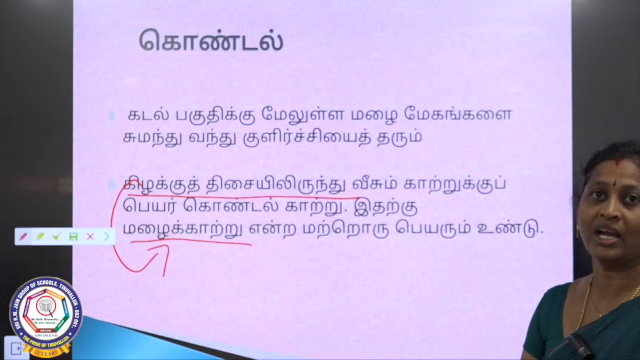 கொண்டல்
கடல் பகுதிக்கு மேலுள்ள மழை மேகங்களை
சுமந்து வந்து குளிர்ச்சியைத் தரும்
கிழக்குத் திசையிலிருந்து வீசும் காற்றுக்குப்
பெயர் கொண்டல் காற்று. இதற்கு
மழைக்காற்று என்ற மற்றொரு பெயரும் உண்டு.